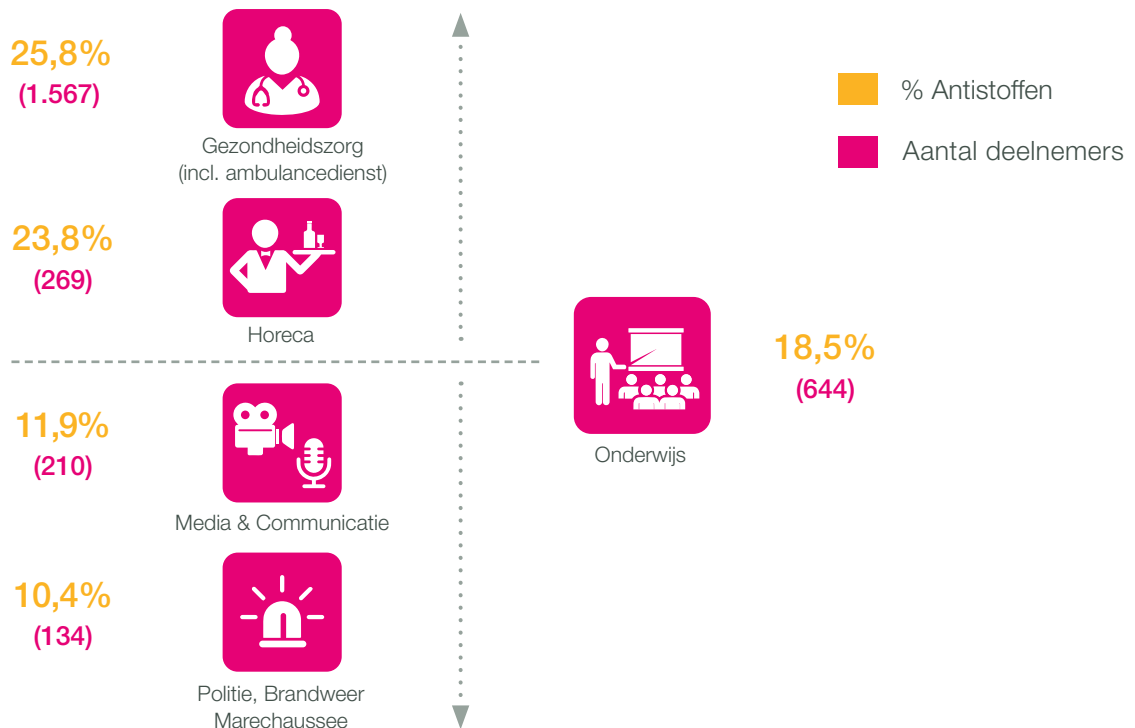 25,8%
(1.567)
Gezondheidszorg
(incl. ambulancedienst)
23,8%
(269)
Horeca
11,9%
(210)
Media & Communicatie
10,4%
(134)
Politie, Brandweer
Marechaussee
Onderwijs
18,5%
(644)
% Antistoffen
Aantal deelnemers